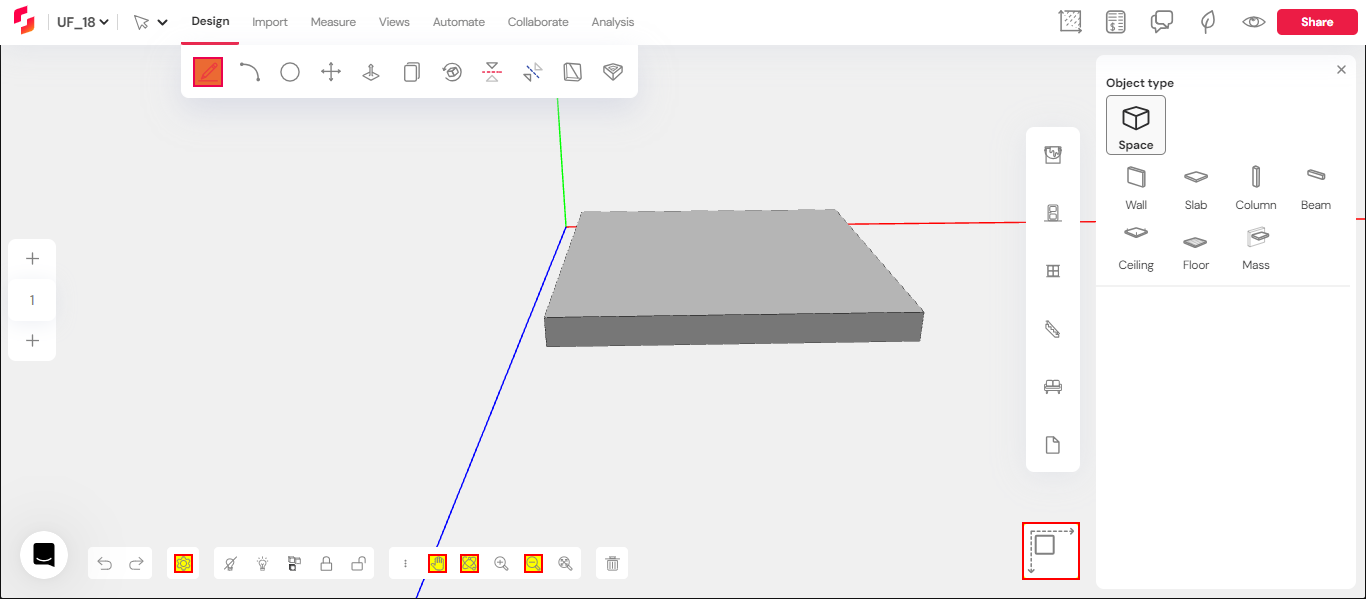 UF_18
Design
Import
Measure
Views
Automate
Collaborate
Analysis
Share
Object type
Space
Wall
Slab
Column
Beam
Ceiling
Floor
Mass
1